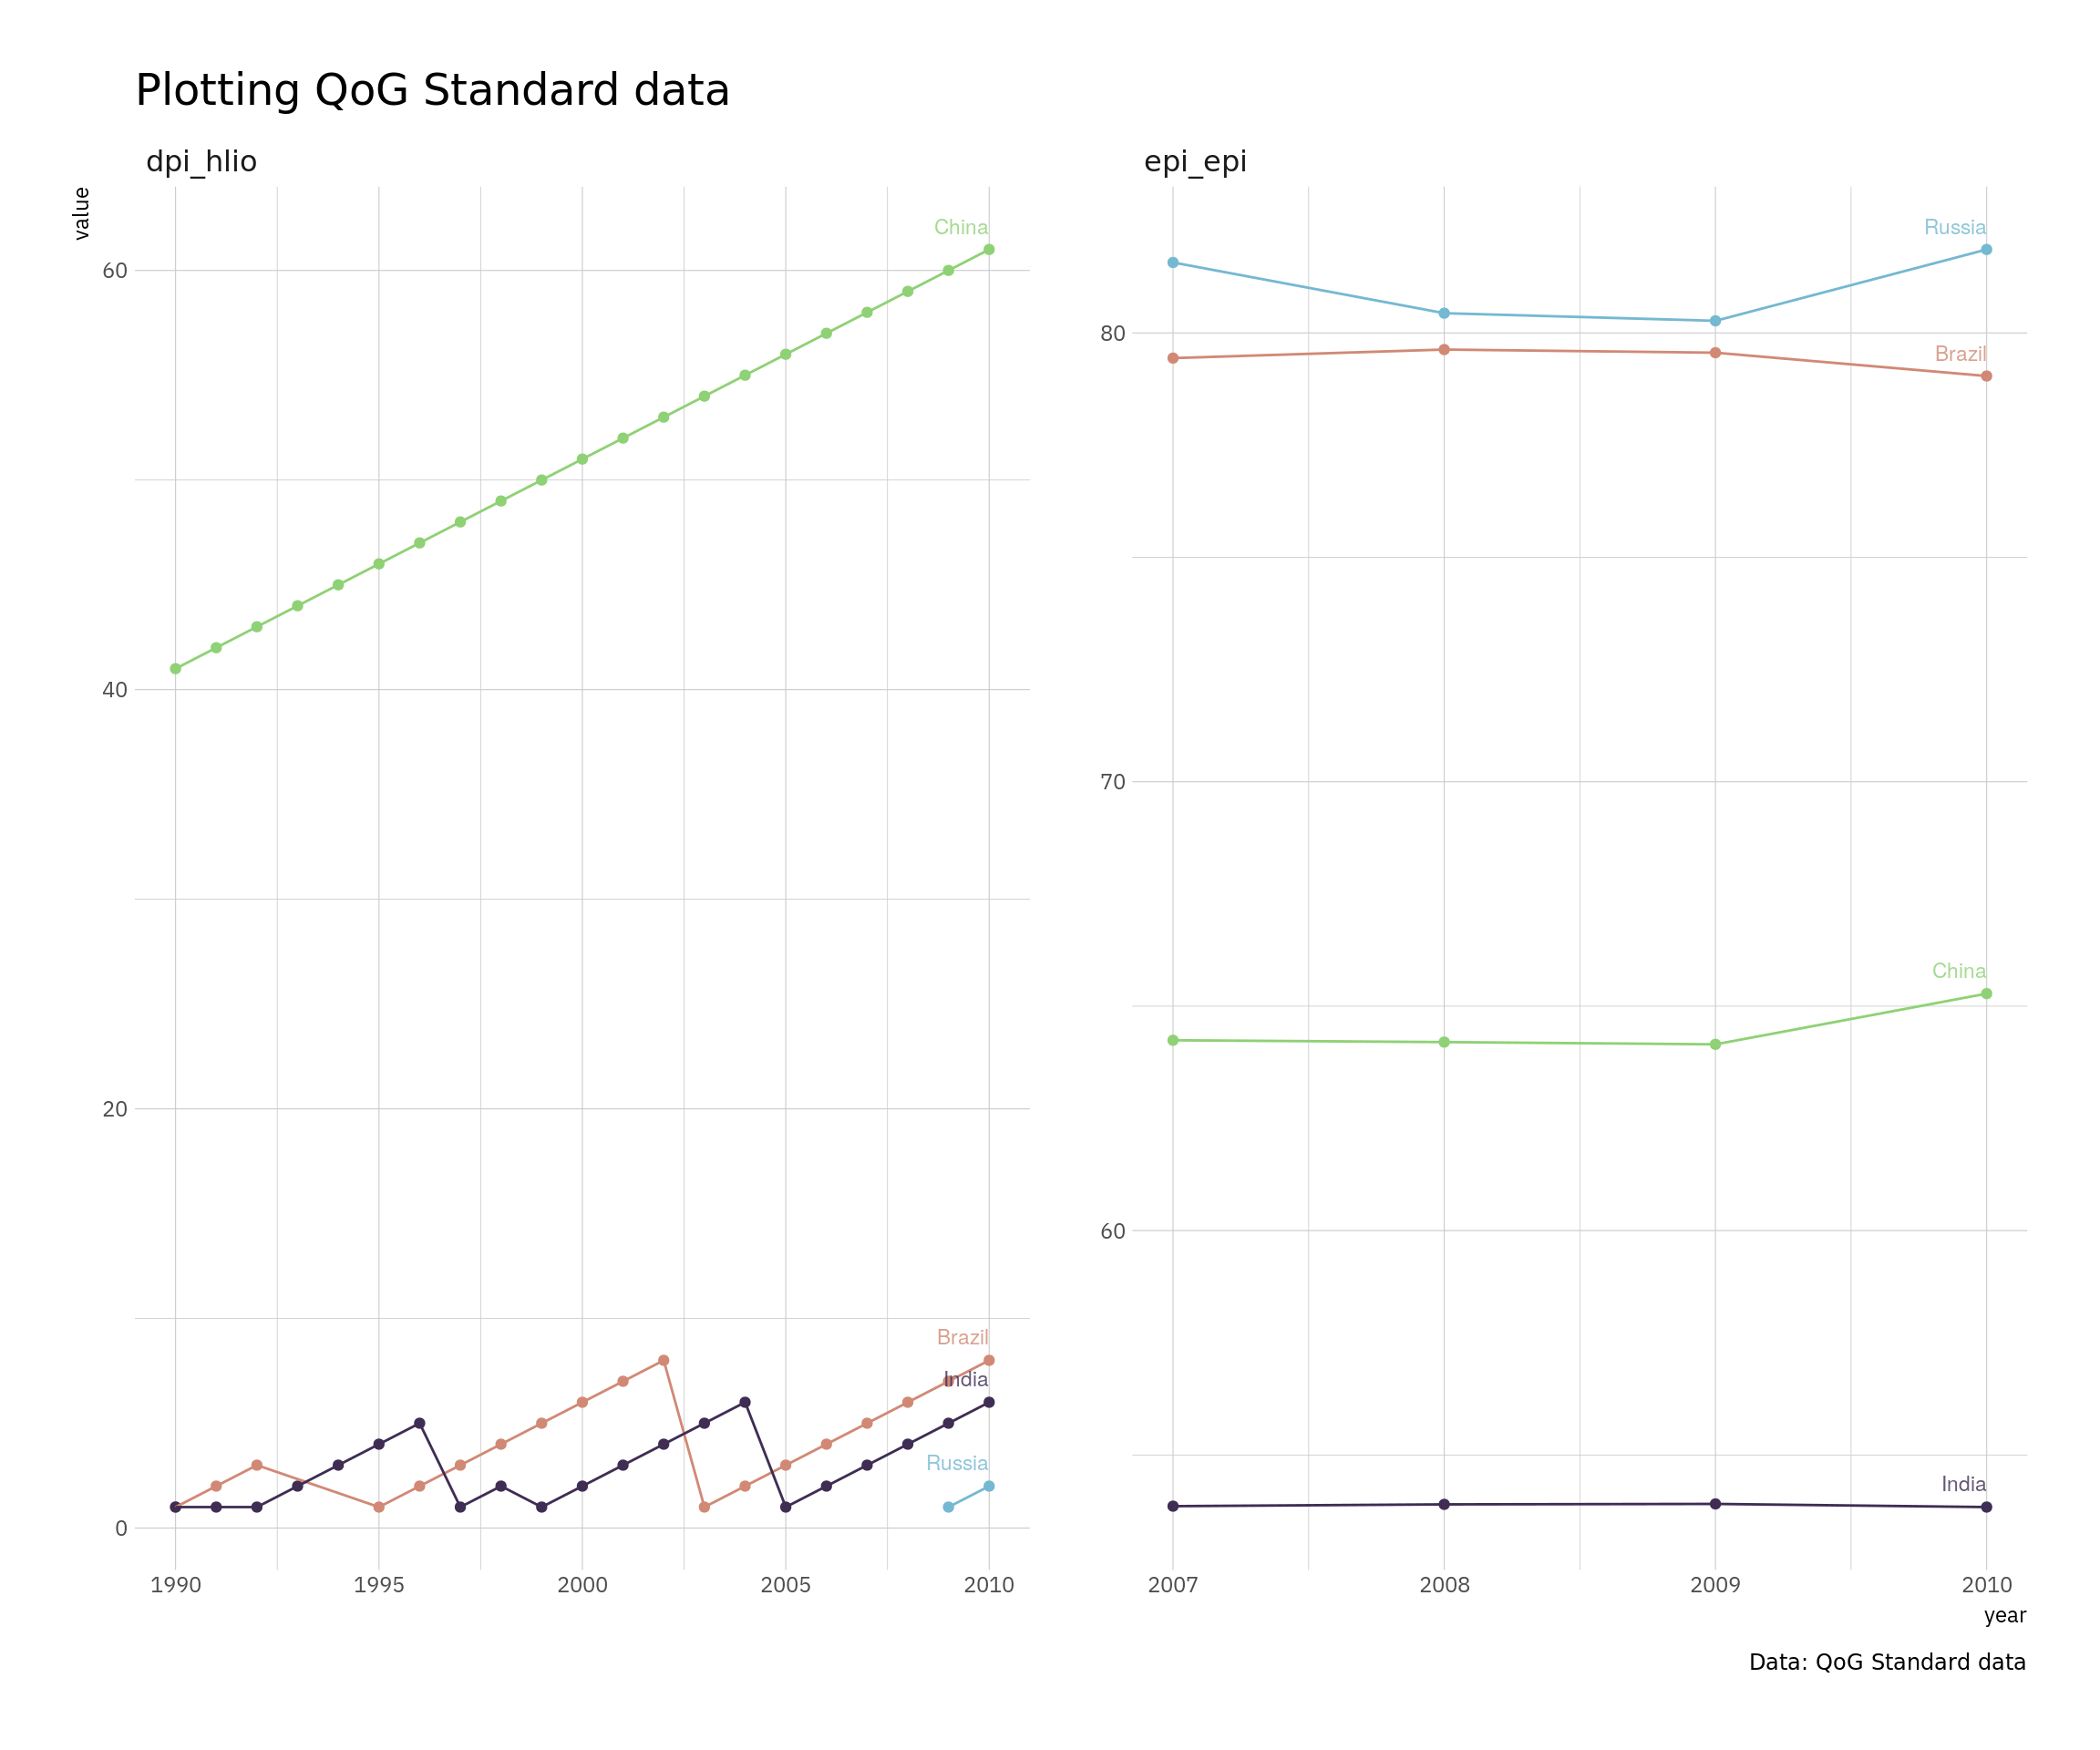 Plotting QoG Standard data
dpi_hlio
value
60
40
20
0
China
Brazil
India
Russia
1990 1995 2000 2005 2010
epi_epi
80
70
60
Russia
Brazil
China
India
2007 2008 2009 2010
year
Data: QoG Standard data